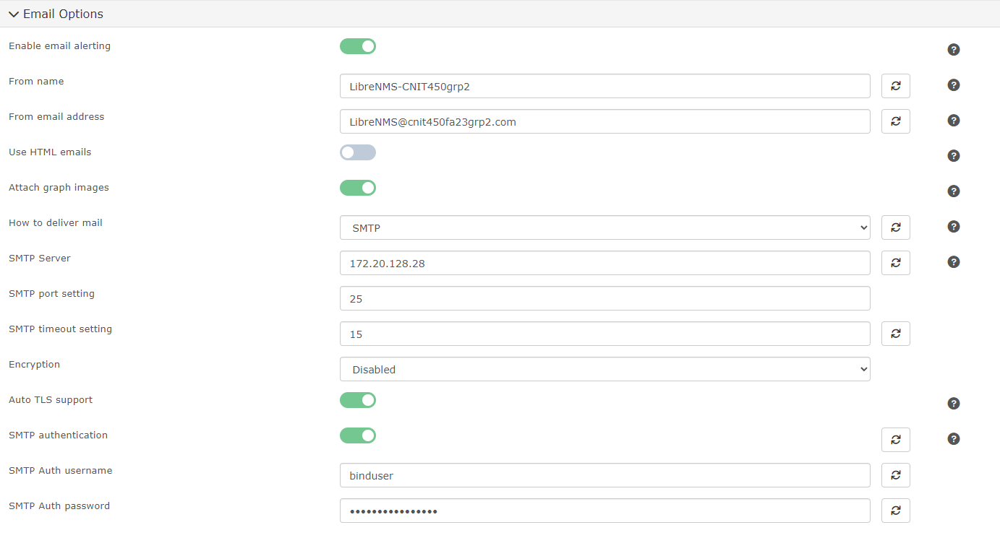 Email Options
Enable email alerting
From name
LibreNMS-CNIT450grp2
From email address
LibreNMS@cnit450fa23grp2.com
Use HTML emails
Attach graph images
How to deliver mail
SMTP
SMTP Server
172.20.128.28
SMTP port setting
25
SMTP timeout setting
15
Encryption
Disabled
Auto TLS support
SMTP authentication
SMTP Auth username
binduser
SMTP Auth password
••••••••••••••••